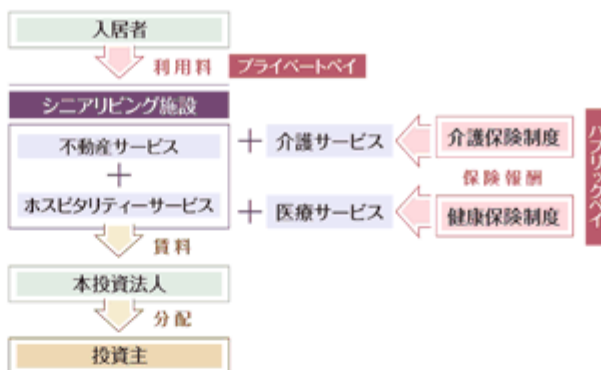 入居者
利用料
プライベートペイ
シニアリビング施設
不動産サービス
+
ホスピタリティーサービス
+
介護サービス
介護保険制度
保険報酬
+
医療サービス
健康保険制度
パブリックペイ
賃料
本投資法人
分配
投資主